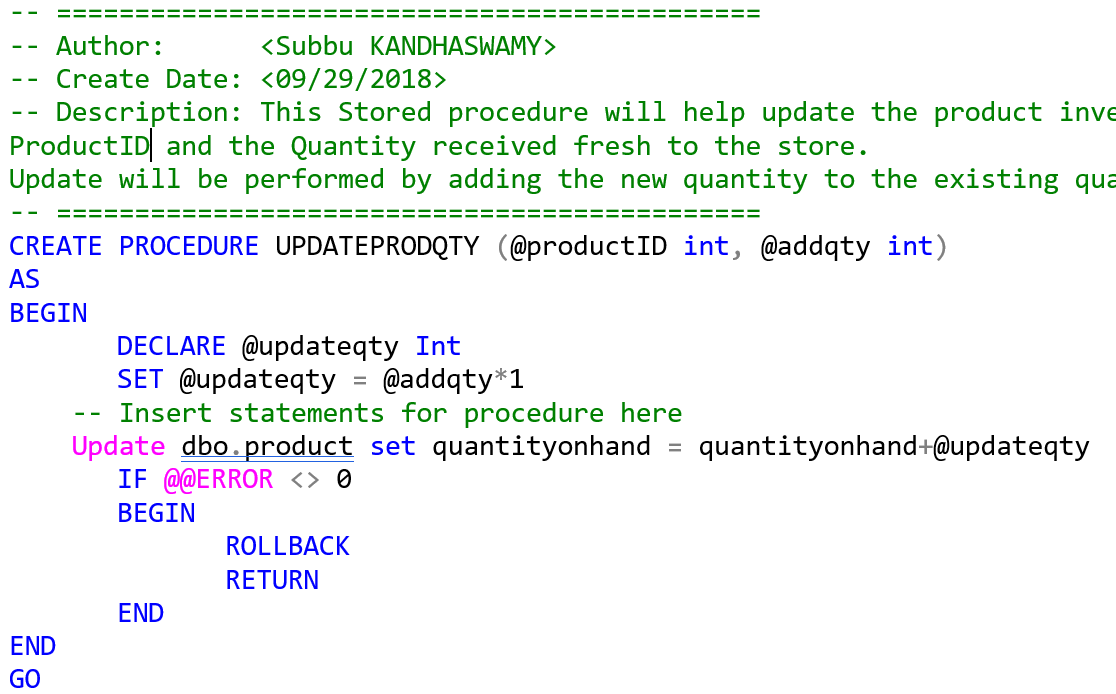 -- =============================================
-- Author:      <Subbu KANDHASWAMY>
-- Create Date: <09/29/2018>
-- Description: This Stored procedure will help update the product
ProductID and the Quantity received fresh to the store.
Update will be performed by adding the new quantity to the existing
-- =============================================
CREATE PROCEDURE UPDATEPRODQTY (@productID int, @addqty int)
AS
BEGIN
DECLARE @updateqty Int
SET @updateqty = @addqty*1
-- Insert statements for procedure here
Update dbo.product set quantityonhand = quantityonhand+@updateqty
IF @@ERROR <> 0
BEGIN
ROLLBACK
RETURN
END
END
GO